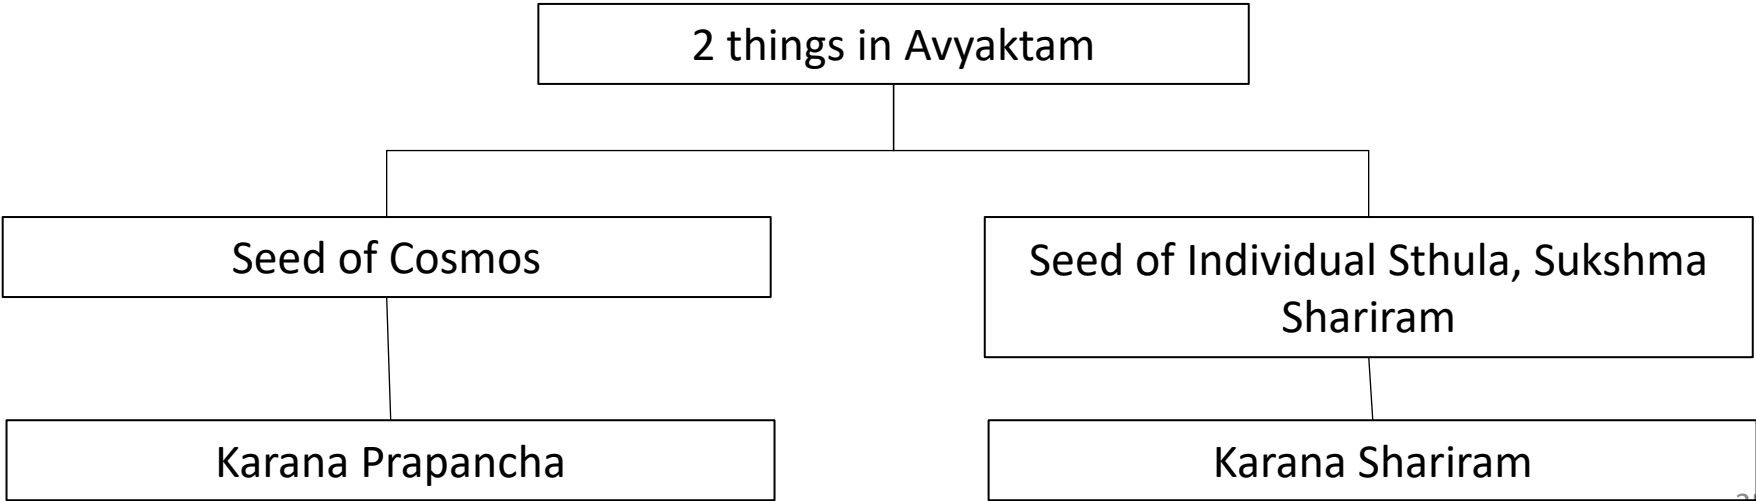 2 things in Avyaktam
Seed of Cosmos
Seed of Individual Sthula, Sukshma
Shariram
Karana Prapancha
Karana Shariram